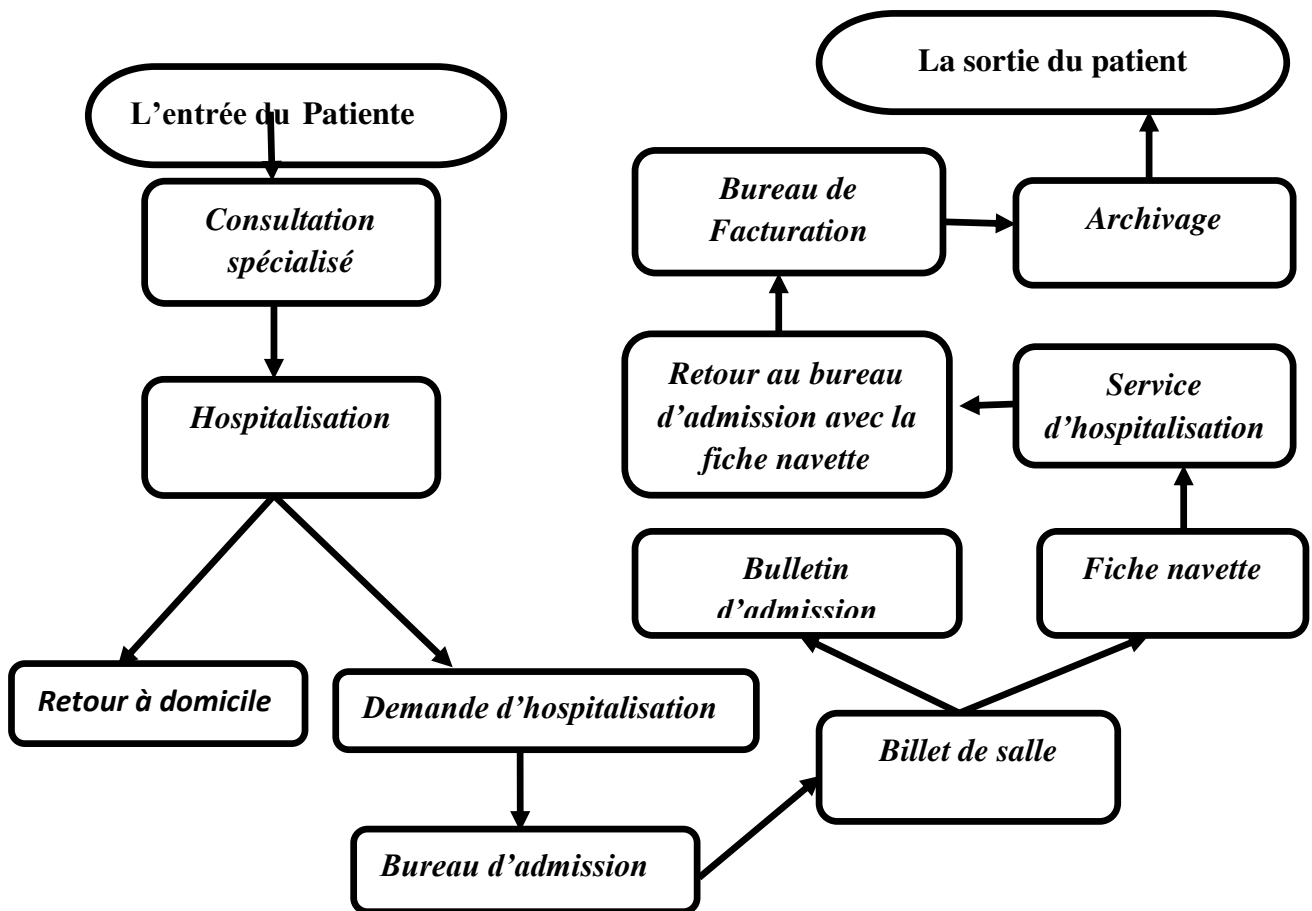 L'entrée du Patiente
Consultation
spécialisé
Hospitalisation
Retour à domicile
Demande d'hospitalisation
Bureau d'admission
Billet de salle
Bulletin
d'admission
Fiche navette
Service
d'hospitalisation
Retour au bureau
d'admission avec la
fiche navette
Bureau de
Facturation
Archivage
La sortie du patient